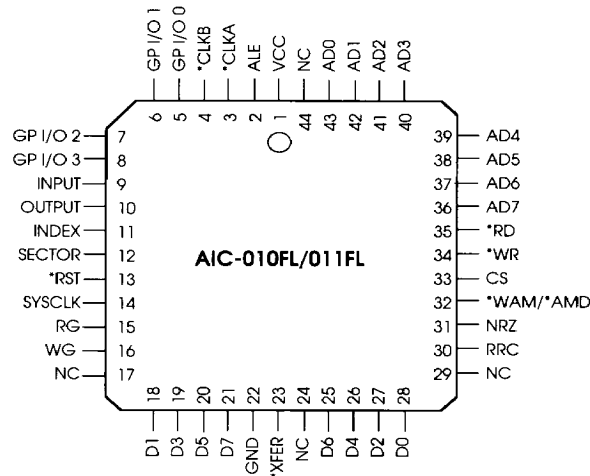 GP I/O 1
GP I/O 0
*CLKB
*CLKA
ALE
VCC
NC
AD0
AD1
AD2
AD3
6 5 4 3 2 1 44 43 42 41 40
GP I/O 2 7
GP I/O 3 8
INPUT 9
OUTPUT 10
INDEX 11
SECTOR 12
*RST 13
SYSCLK 14
RG 15
WG 16
NC 17
AIC-010FL/011FL
39 AD4
38 AD5
37 AD6
36 AD7
35 *RD
34 *WR
33 CS
32 *WAM/*AMD
31 NRZ
30 RRC
29 NC
18 19 20 21 22 23 24 25 26 27 28
D1
D3
D5
D7
GND
*XFER
NC
D6
D4
D2
D0